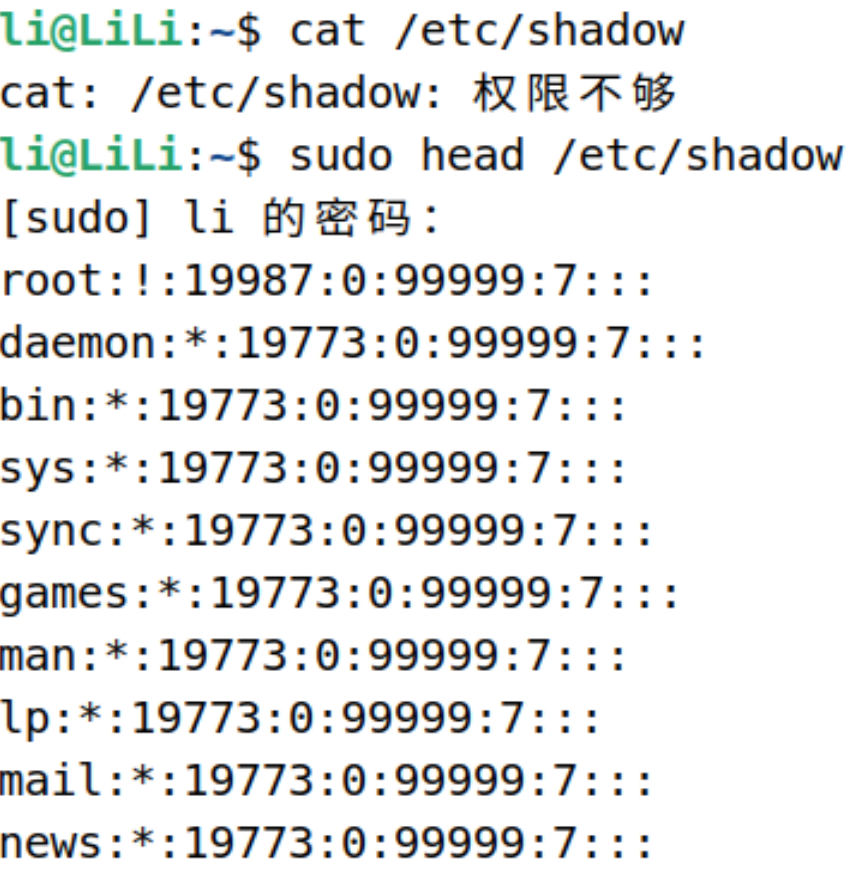 li@LiLi:~$ cat /etc/shadow
cat: /etc/shadow: 权限不够
li@LiLi:~$ sudo head /etc/shadow
[sudo] li 的密码：
root:!:19987:0:99999:7:::
daemon:*:19773:0:99999:7:::
bin:*:19773:0:99999:7:::
sys:*:19773:0:99999:7:::
sync:*:19773:0:99999:7:::
games:*:19773:0:99999:7:::
man:*:19773:0:99999:7:::
lp:*:19773:0:99999:7:::
mail:*:19773:0:99999:7:::
news:*:19773:0:99999:7:::